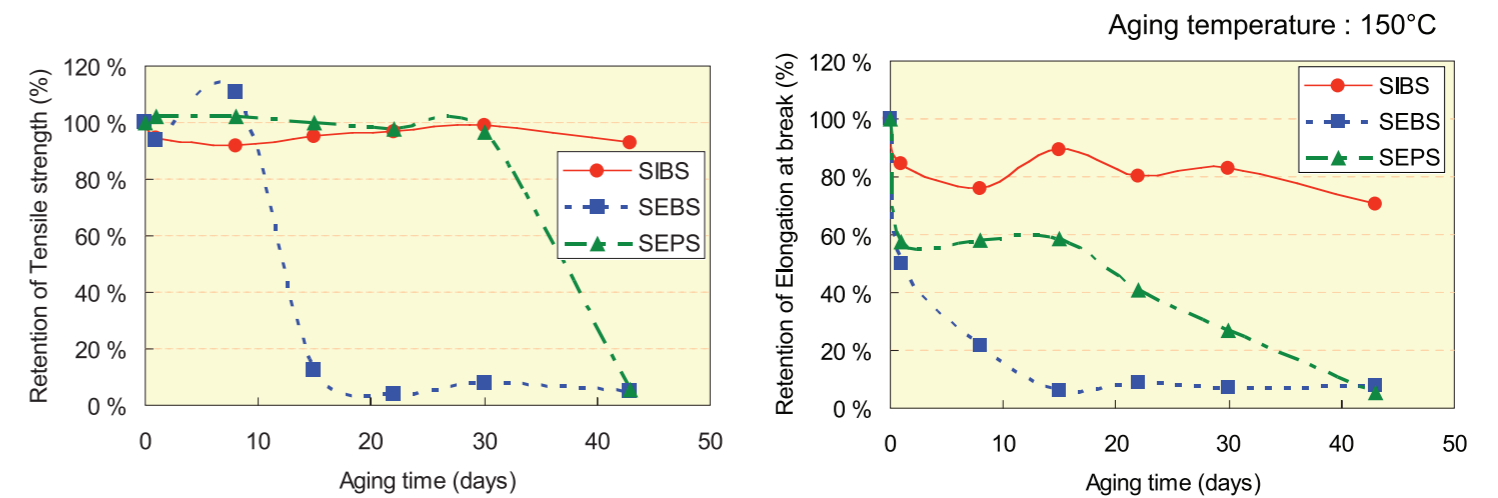 Aging temperature : 150°C
Retention of Tensile strength (%)
120 %
100 %
80 %
60 %
40 %
20 %
0 %
SIBS
SEBS
SEPS
0 10 20 30 40 50
Aging time (days)
Retention of Elongation at break (%)
120 %
100 %
80 %
60 %
40 %
20 %
0 %
SIBS
SEBS
SEPS
0 10 20 30 40 50
Aging time (days)